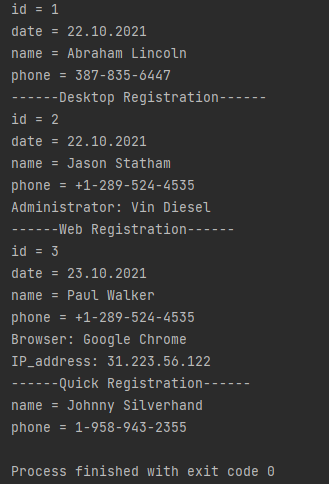 id = 1
date = 22.10.2021
name = Abraham Lincoln
phone = 387-835-6447
------Desktop Registration------
id = 2
date = 22.10.2021
name = Jason Statham
phone = +1-289-524-4535
Administrator: Vin Diesel
------Web Registration------
id = 3
date = 23.10.2021
name = Paul Walker
phone = +1-289-524-4535
Browser: Google Chrome
IP_address: 31.223.56.122
------Quick Registration------
name = Johnny Silverhand
phone = 1-958-943-2355
Process finished with exit code 0